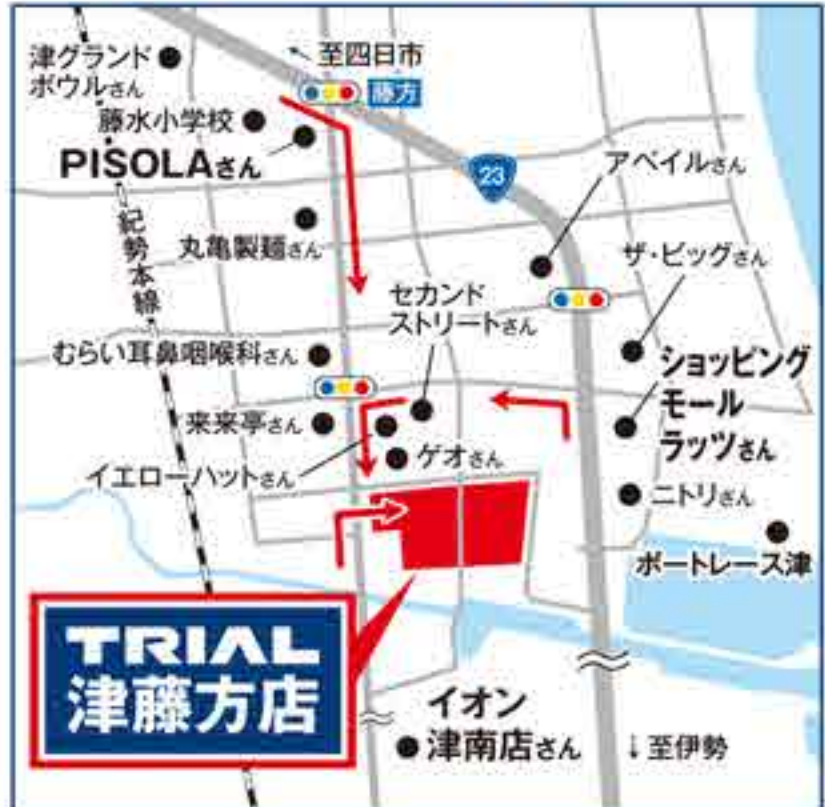 津グランド
ボウルさん
至四日市
藤方
藤水小学校
PISOLAさん
23
アベイルさん
紀勢本線
丸亀製麺さん
ザ・ビッグさん
セカンド
ストリートさん
むらい耳鼻咽喉科さん
ショッピング
モール
ラッツさん
来来亭さん
イエローハットさん
ゲオさん
ニトリさん
ボートレース津
TRIAL
津藤方店
イオン
津南店さん
至伊勢